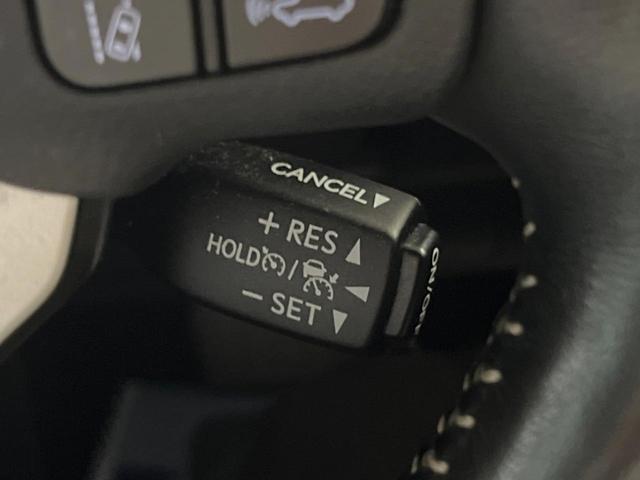 CANCEL▼
+ RES ▲
HOLD /
- SET ▼
ON/OFF